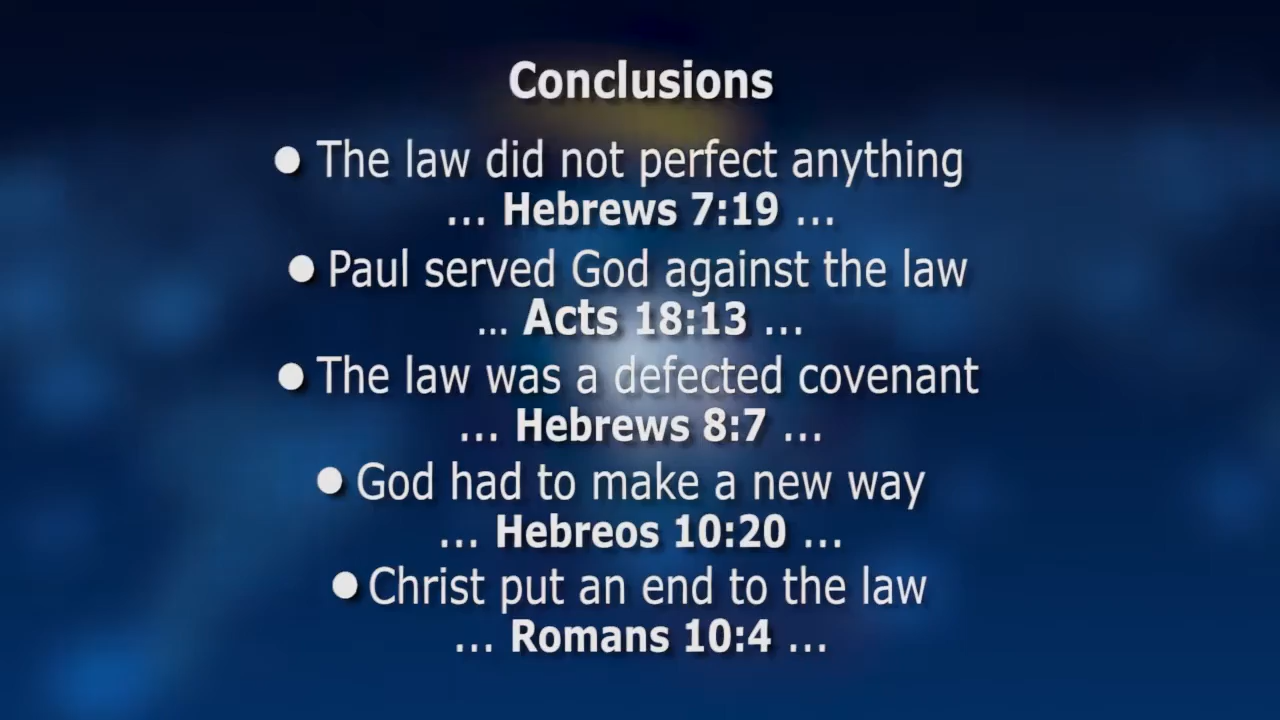 Conclusions
● The law did not perfect anything
... Hebrews 7:19 ...
● Paul served God against the law
... Acts 18:13 ...
● The law was a defected covenant
... Hebrews 8:7 ...
● God had to make a new way
... Hebreos 10:20 ...
● Christ put an end to the law
... Romans 10:4 ...